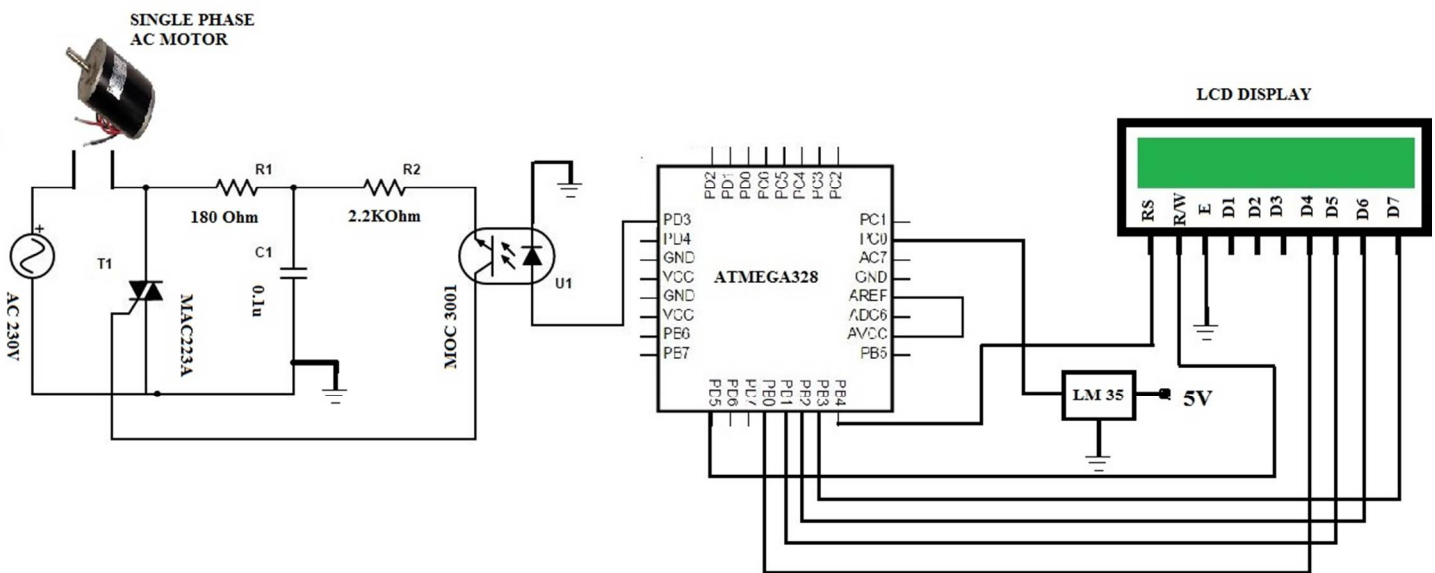 SINGLE PHASE
AC MOTOR
LCD DISPLAY
R1
R2
180 Ohm
2.2KOhm
+
T1
C1
0.1u
AC 230V
MAC223A
MOC 3001
U1
PD2
PD1
PD0
PC6
PC5
PC4
PC3
PC2
PD3
PD4
GND
VCC
GND
VCC
PB6
PB7
ATMEGA328
PC1
PC0
AC7
GND
AREF
ADC6
AVCC
PB5
PD5
PD6
PD7
PB0
PD1
PB2
PB3
PB4
RS
R/W
E
D1
D2
D3
D4
D5
D6
D7
LM 35
5V